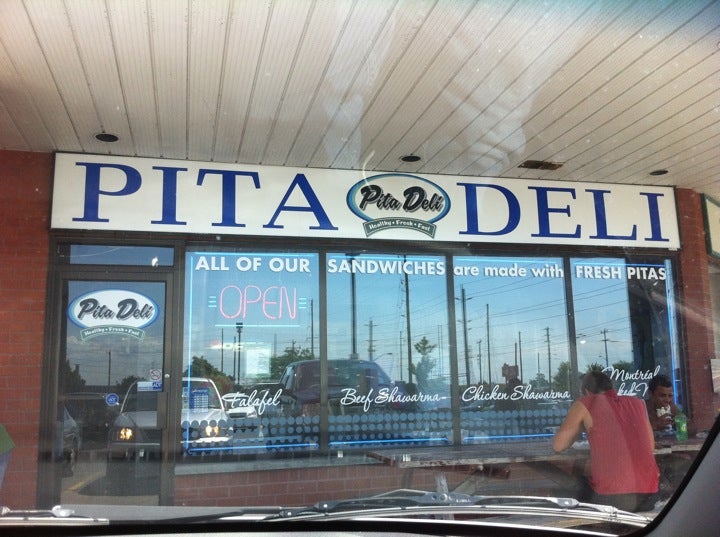 PITA Pita Deli DELI
Healthy • Fresh • Fast
ALL OF OUR SANDWICHES are made with FRESH PITAS
OPEN
Pita Deli
Healthy • Fresh • Fast
Falafel Beef Shawarma Chicken Shawarma Montréal